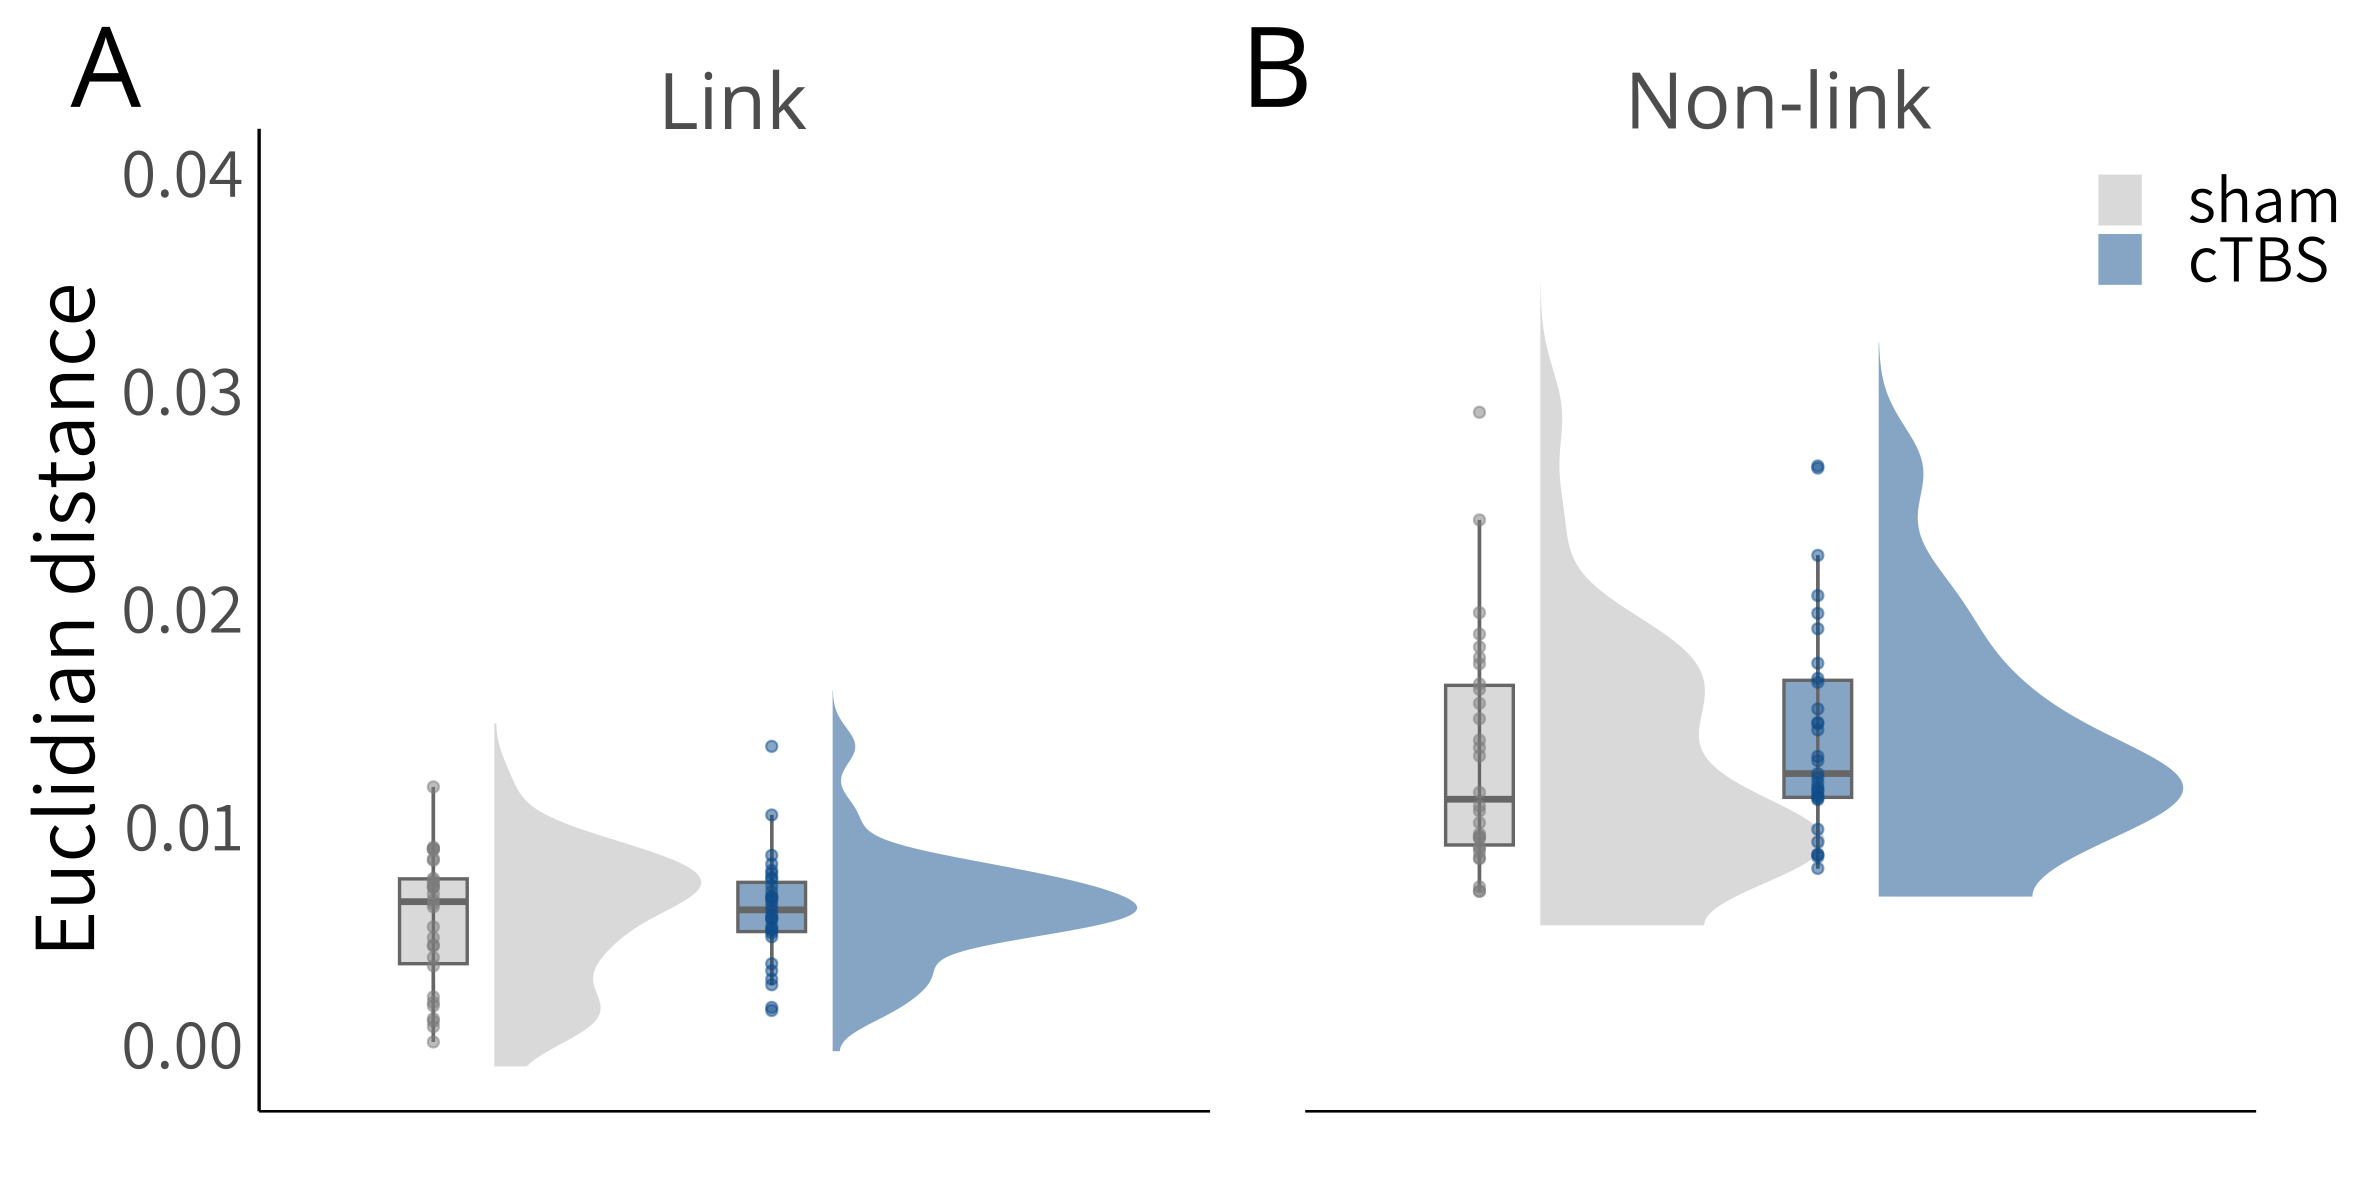 A
B
Link
Non-link
0.04
sham
cTBS
0.03
0.02
0.01
0.00
Euclidian distance